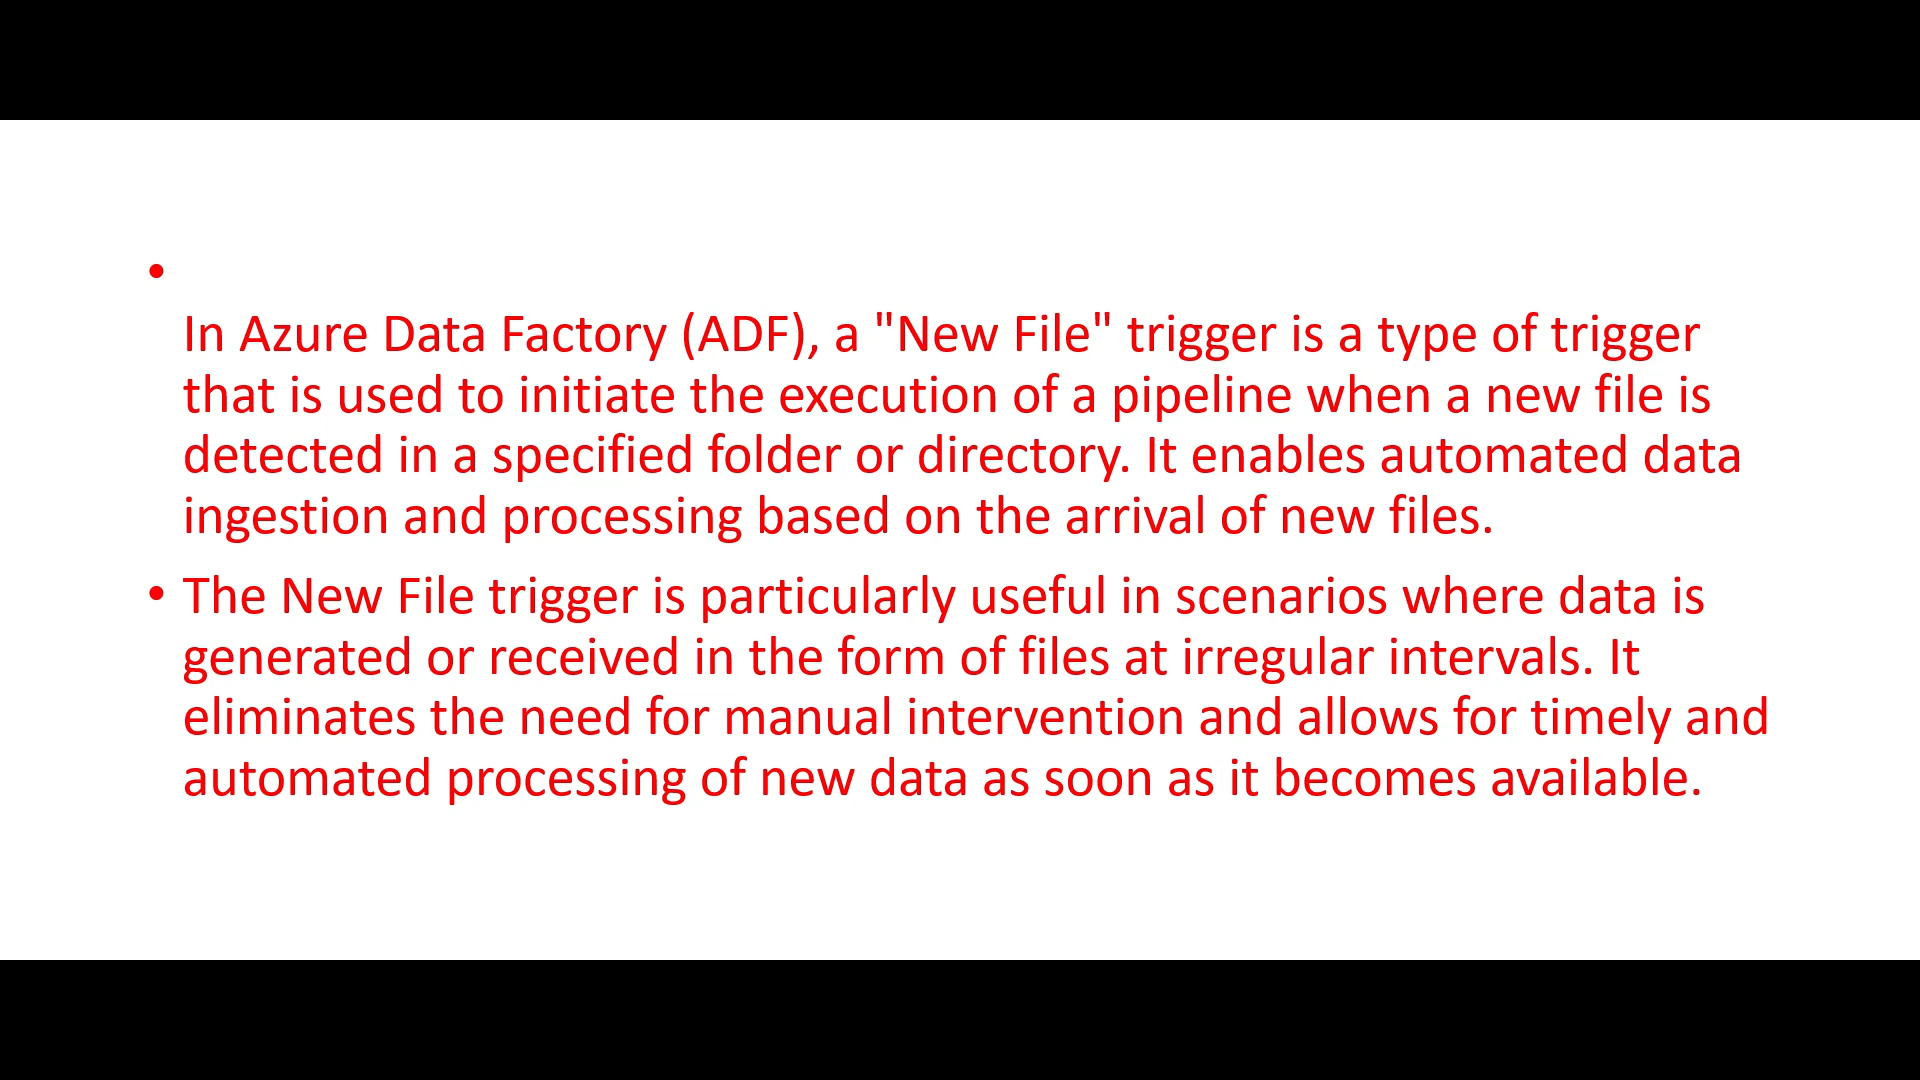 •
In Azure Data Factory (ADF), a "New File" trigger is a type of trigger
that is used to initiate the execution of a pipeline when a new file is
detected in a specified folder or directory. It enables automated data
ingestion and processing based on the arrival of new files.
• The New File trigger is particularly useful in scenarios where data is
generated or received in the form of files at irregular intervals. It
eliminates the need for manual intervention and allows for timely and
automated processing of new data as soon as it becomes available.